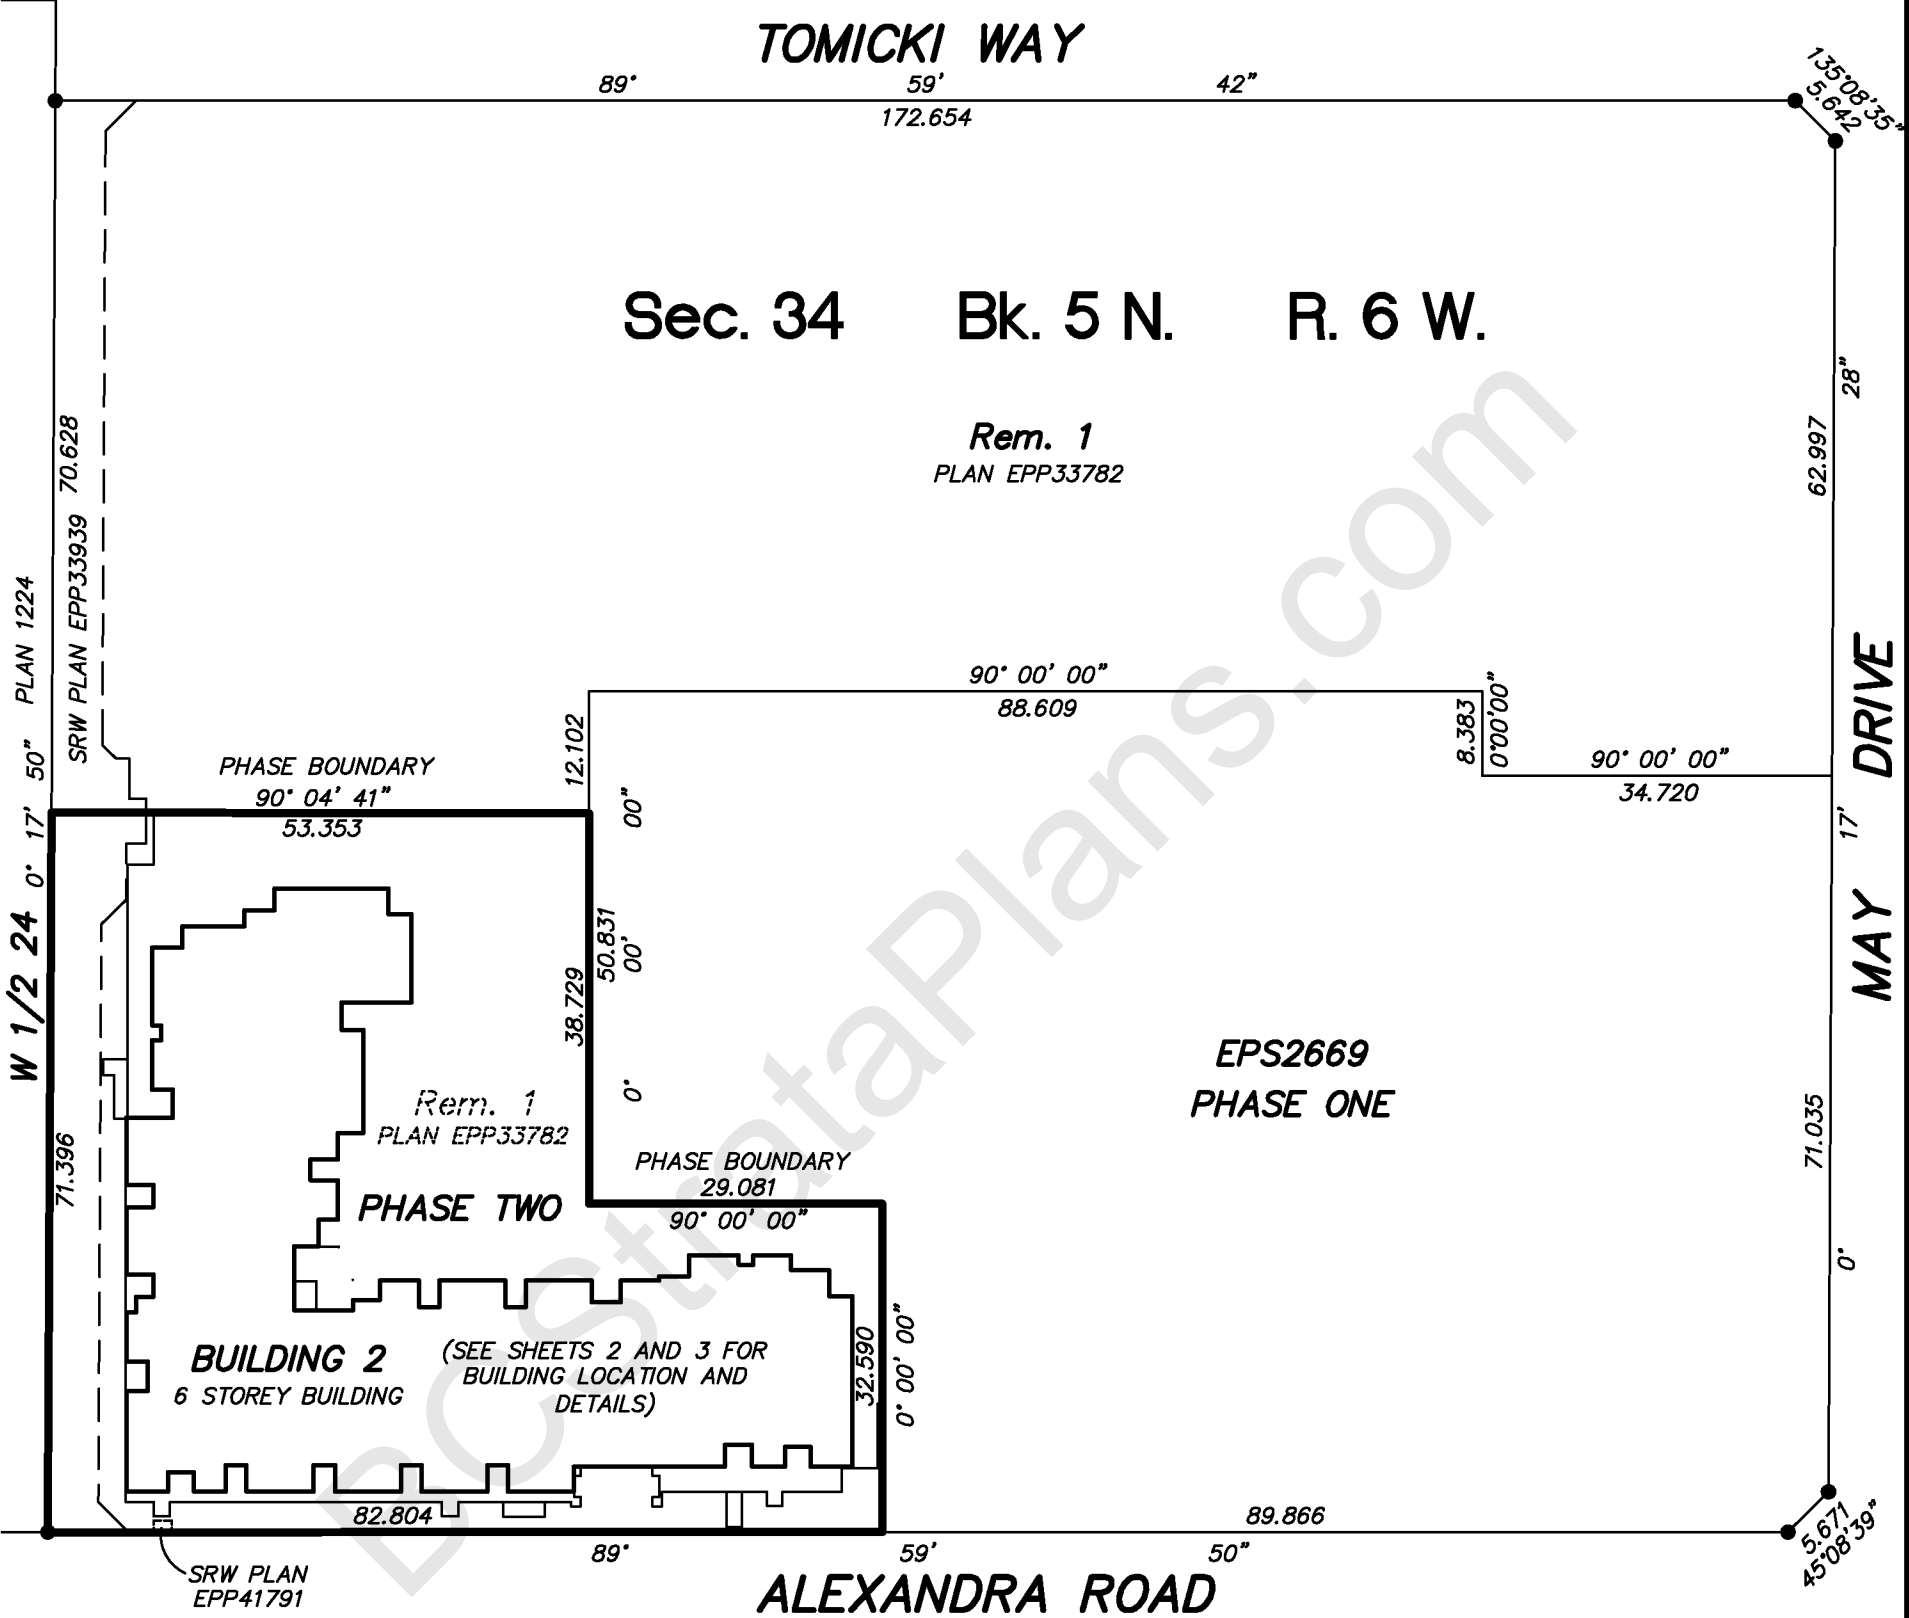 TOMICKI WAY
89° 59' 42"
172.654
135°08'35"
5.642
Sec. 34 Bk. 5 N. R. 6 W.
28"
Rem. 1
PLAN EPP33782
62.997
70.628
SRW PLAN EPP33939
PLAN 1224
W 1/2 24
0° 17' 50"
MAY DRIVE
90° 00' 00"
88.609
12.102
8.383
0°00'00"
90° 00' 00"
34.720
PHASE BOUNDARY
90° 04' 41"
53.353
17'
0° 00' 00"
50.831
38.729
EPS2669
PHASE ONE
Rem. 1
PLAN EPP33782
71.396
71.035
PHASE BOUNDARY
29.081
90° 00' 00"
PHASE TWO
0°
BUILDING 2
6 STOREY BUILDING
(SEE SHEETS 2 AND 3 FOR
BUILDING LOCATION AND
DETAILS)
32.590
0° 00' 00"
82.804
89.866
5.671
45°08'39"
89° 59' 50"
SRW PLAN
EPP41791
ALEXANDRA ROAD
BCStrataPlans.com